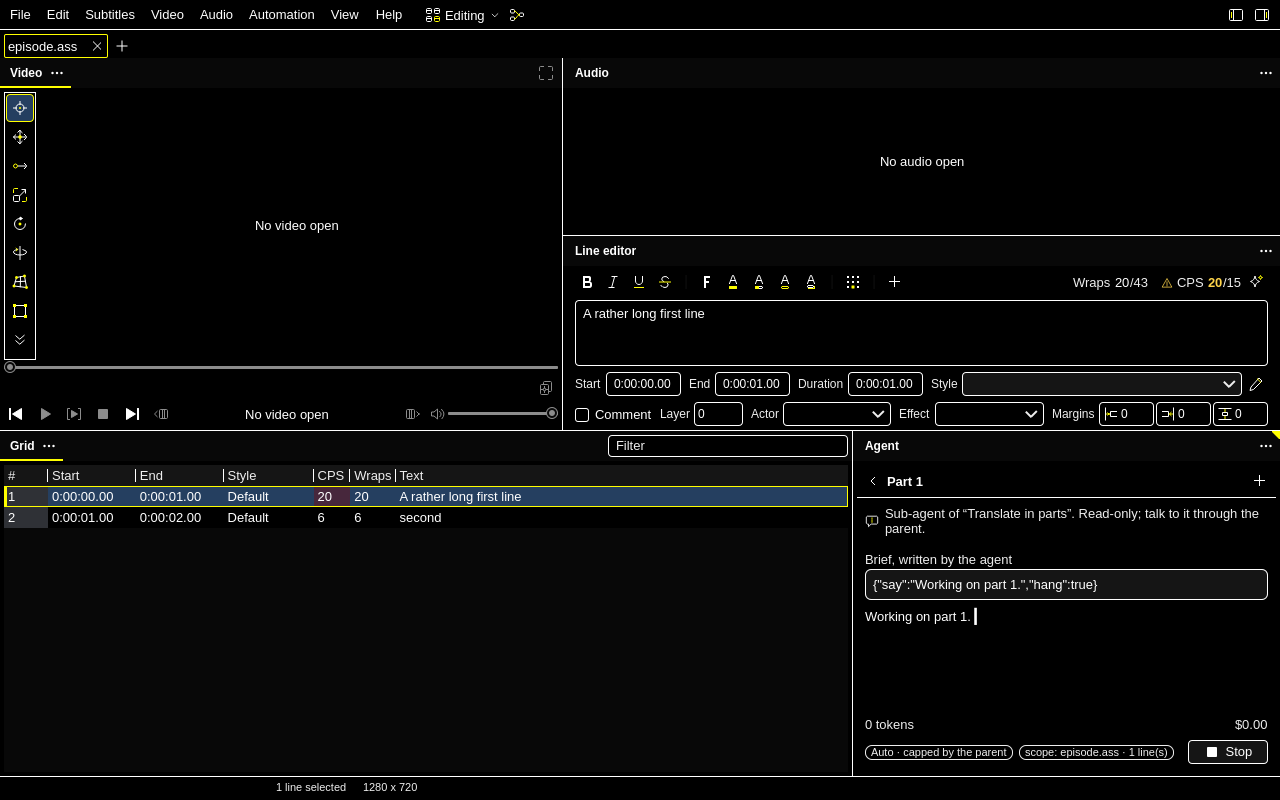 File Edit Subtitles Video Audio Automation View Help Editing
episode.ass
Video
No video open
No video open
Audio
No audio open
Line editor
B I U S F A A A A Wraps 20/43 CPS 20/15
A rather long first line
Start 0:00:00.00 End 0:00:01.00 Duration 0:00:01.00 Style
Comment Layer 0 Actor Effect Margins 0 0 0
Grid Filter
# Start End Style CPS Wraps Text
1 0:00:00.00 0:00:01.00 Default 20 20 A rather long first line
2 0:00:01.00 0:00:02.00 Default 6 6 second
Agent
Part 1
Sub-agent of “Translate in parts”. Read-only; talk to it through the
parent.
Brief, written by the agent
{"say":"Working on part 1.","hang":true}
Working on part 1.
0 tokens $0.00
Auto · capped by the parent scope: episode.ass · 1 line(s) Stop
1 line selected 1280 x 720